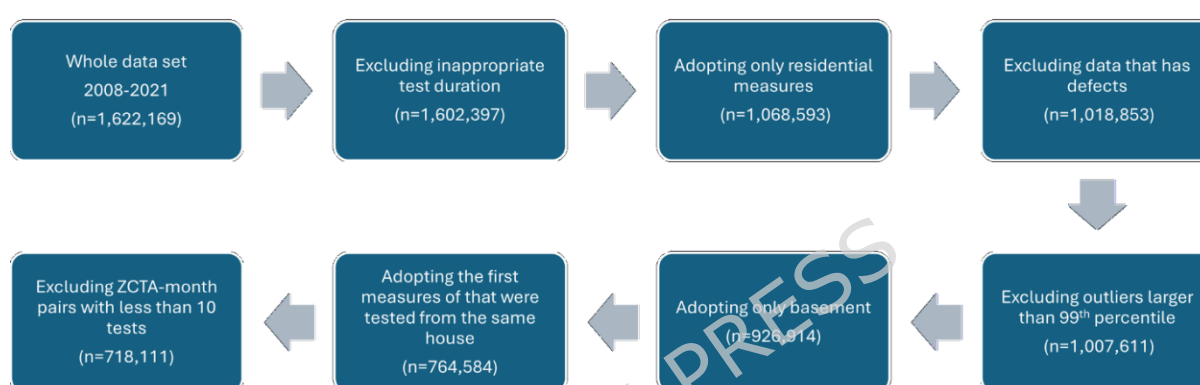 Whole data set
2008-2021
(n=1,622,169)
Excluding inappropriate
test duration
(n=1,602,397)
Adopting only residential
measures
(n=1,068,593)
Excluding data that has
defects
(n=1,018,853)
Excluding outliers larger
than 99th percentile
(n=1,007,611)
Adopting only basement
(n=926,914)
Adopting the first
measures of that were
tested from the same
house
(n=764,584)
Excluding ZCTA-month
pairs with less than 10
tests
(n=718,111)
PRESS